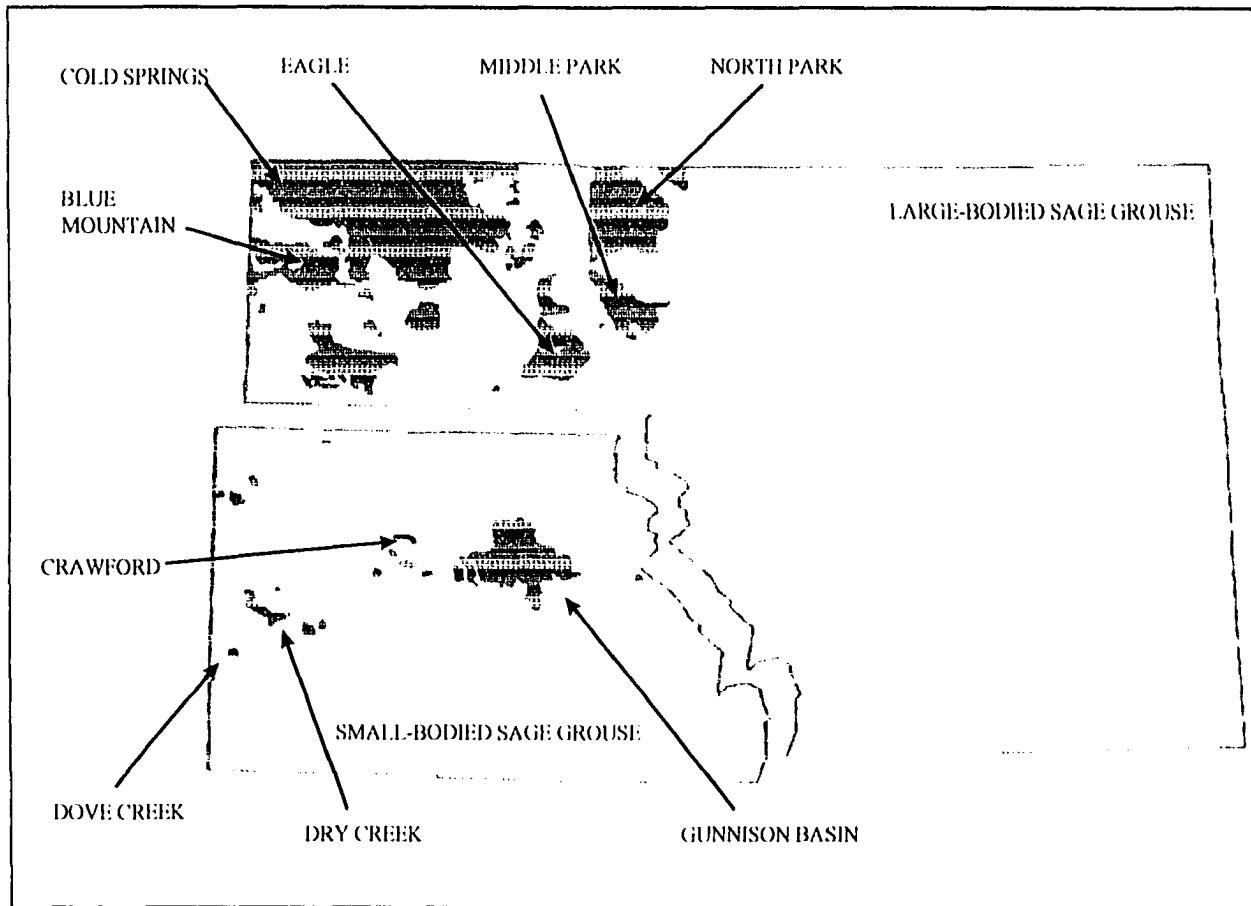 COLD SPRINGS
EAGLE
MIDDLE PARK
NORTH PARK
BLUE
MOUNTAIN
LARGE-BODIED SAGE GROUSE
CRAWFORD
SMALL-BODIED SAGE GROUSE
DOVE CREEK
DRY CREEK
GUNNISON BASIN